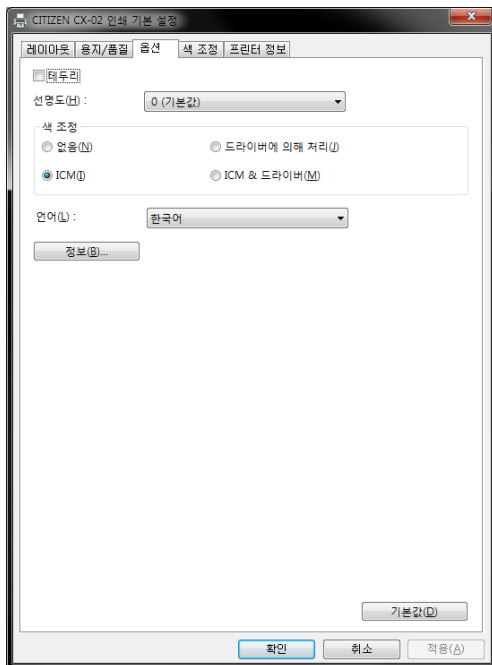 CITIZEN CX-02 인쇄 기본 설정
레이아웃 용지/품질 옵션 색 조정 프린터 정보
테두리
선명도(H) : 0 (기본값)
색 조정
없음(N) 드라이버에 의해 처리(J)
ICM(I) ICM & 드라이버(M)
언어(L) : 한국어
정보(B)...
기본값(D)
확인 취소 적용(A)